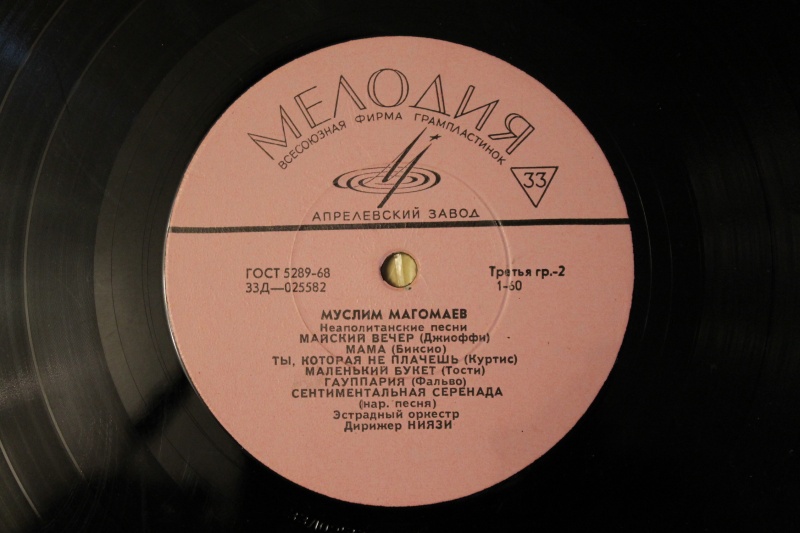 МЕЛОДИЯ
ВСЕСОЮЗНАЯ ФИРМА ГРАМПЛАСТИНОК
33
АПРЕЛЕВСКИЙ ЗАВОД
ГОСТ 5289-68
33Д—025582
Третья гр.-2
1-60
МУСЛИМ МАГОМАЕВ
Неаполитанские песни
МАЙСКИЙ ВЕЧЕР (Джиоффи)
МАМА (Биксио)
ТЫ, КОТОРАЯ НЕ ПЛАЧЕШЬ (Куртис)
МАЛЕНЬКИЙ БУКЕТ (Тости)
ГАУППАРИЯ (Фальво)
СЕНТИМЕНТАЛЬНАЯ СЕРЕНАДА
(нар. песня)
Эстрадный оркестр
Дирижер НИЯЗИ